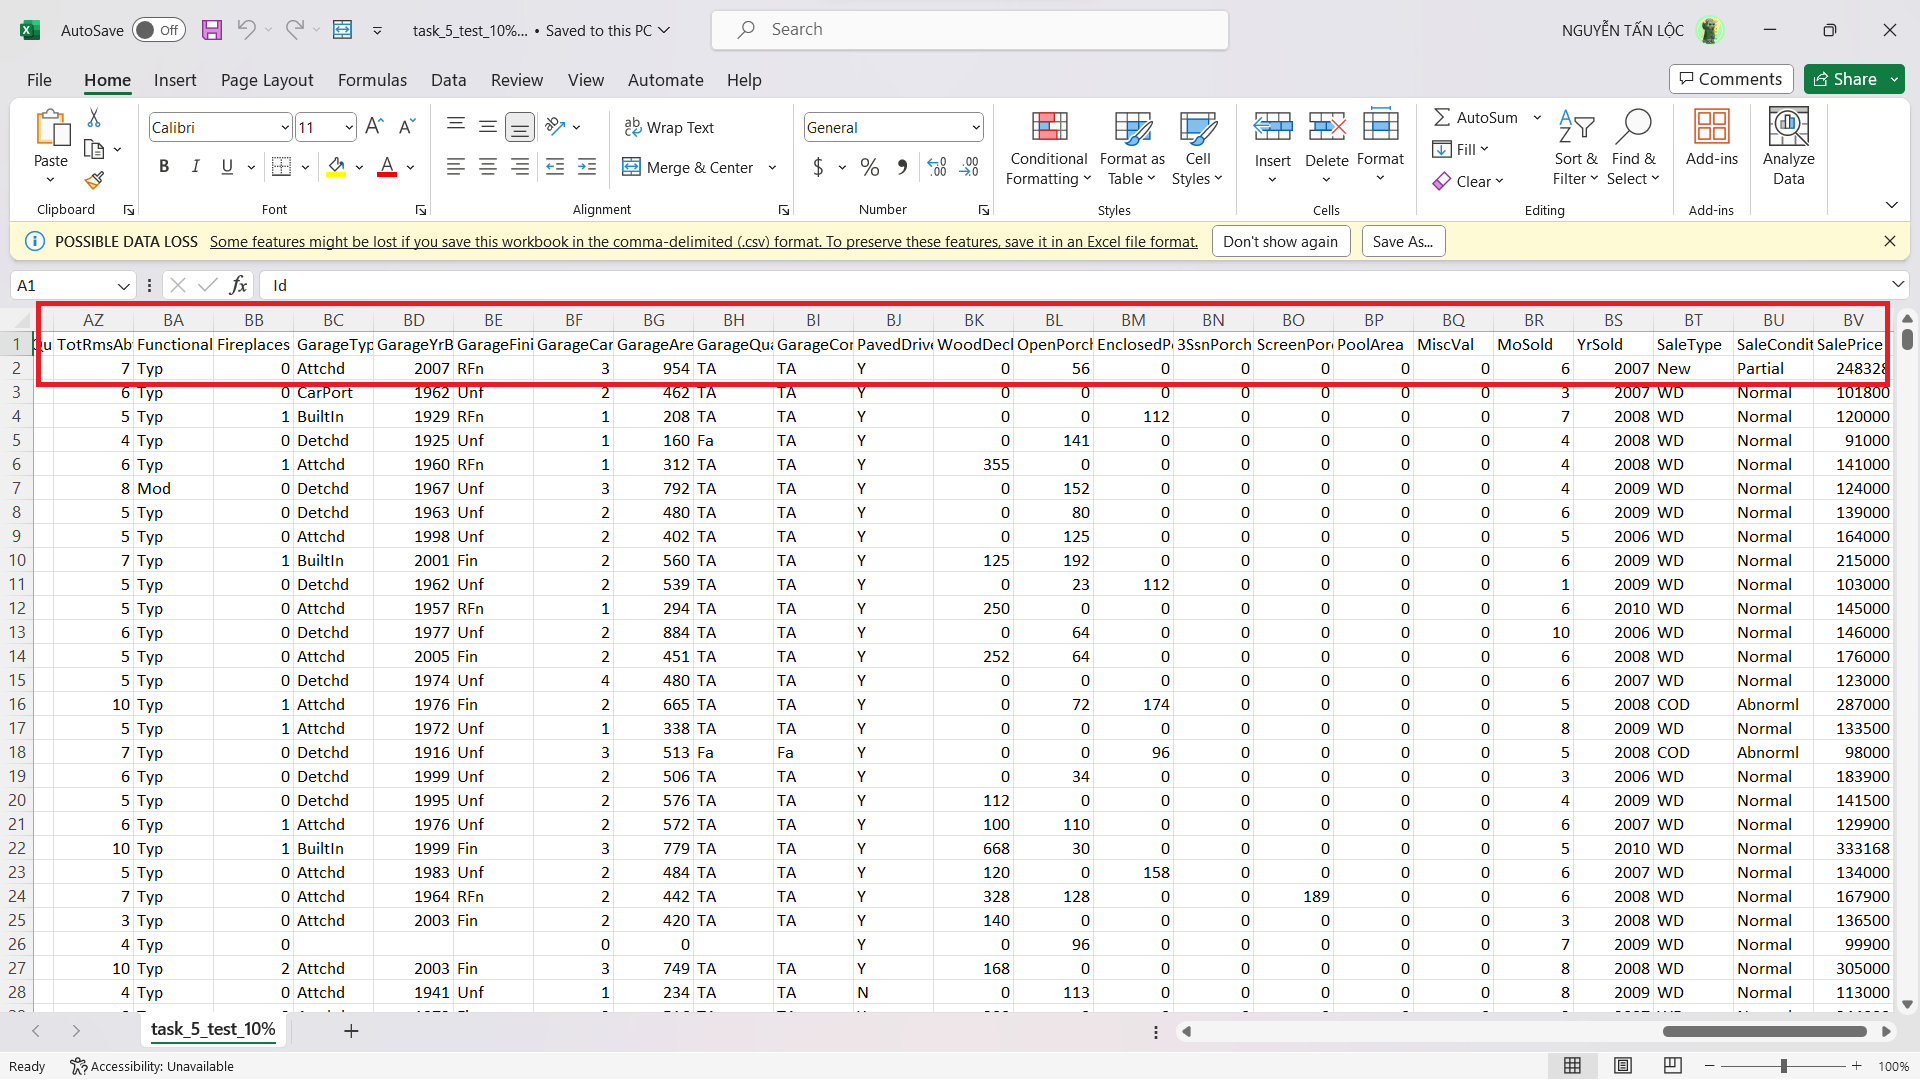 AutoSave Off task_5_test_10%... • Saved to this PC Search NGUYỄN TẤN LỘC
File Home Insert Page Layout Formulas Data Review View Automate Help Comments Share
Paste Calibri 11 Wrap Text General Conditional Formatting Format as Table Cell Styles Insert Delete Format AutoSum Fill Clear Sort & Filter Find & Select Add-ins Analyze Data
B I U Merge & Center $ %
Clipboard Font Alignment Number Styles Cells Editing Add-ins
POSSIBLE DATA LOSS Some features might be lost if you save this workbook in the comma-delimited (.csv) format. To preserve these features, save it in an Excel file format. Don't show again Save As...
A1 fx Id
AZ BA BB BC BD BE BF BG BH BI BJ BK BL BM BN BO BP BQ BR BS BT BU BV
1 Qu TotRmsAb Functional Fireplaces GarageTyp GarageYrB GarageFini GarageCar GarageAre GarageQua GarageCon PavedDrive WoodDecl OpenPorch EnclosedPo 3SsnPorch ScreenPorc PoolArea MiscVal MoSold YrSold SaleType SaleCondit SalePrice
2 7 Typ 0 Attchd 2007 RFn 3 954 TA TA Y 0 56 0 0 0 0 0 6 2007 New Partial 248328
3 6 Typ 0 CarPort 1962 Unf 2 462 TA TA Y 0 0 0 0 0 0 0 3 2007 WD Normal 101800
4 5 Typ 1 BuiltIn 1929 RFn 1 208 TA TA Y 0 0 112 0 0 0 0 7 2008 WD Normal 120000
5 4 Typ 0 Detchd 1925 Unf 1 160 Fa TA Y 0 141 0 0 0 0 0 4 2008 WD Normal 91000
6 6 Typ 1 Attchd 1960 RFn 1 312 TA TA Y 355 0 0 0 0 0 0 4 2008 WD Normal 141000
7 8 Mod 0 Detchd 1967 Unf 3 792 TA TA Y 0 152 0 0 0 0 0 4 2009 WD Normal 124000
8 5 Typ 0 Detchd 1963 Unf 2 480 TA TA Y 0 80 0 0 0 0 0 6 2009 WD Normal 139000
9 5 Typ 0 Attchd 1998 Unf 2 402 TA TA Y 0 125 0 0 0 0 0 5 2006 WD Normal 164000
10 7 Typ 1 BuiltIn 2001 Fin 2 560 TA TA Y 125 192 0 0 0 0 0 6 2009 WD Normal 215000
11 5 Typ 0 Detchd 1962 Unf 2 539 TA TA Y 0 23 112 0 0 0 0 1 2009 WD Normal 103000
12 5 Typ 0 Attchd 1957 RFn 1 294 TA TA Y 250 0 0 0 0 0 0 6 2010 WD Normal 145000
13 6 Typ 0 Detchd 1977 Unf 2 884 TA TA Y 0 64 0 0 0 0 0 10 2006 WD Normal 146000
14 5 Typ 0 Attchd 2005 Fin 2 451 TA TA Y 252 64 0 0 0 0 0 6 2008 WD Normal 176000
15 5 Typ 0 Detchd 1974 Unf 4 480 TA TA Y 0 0 0 0 0 0 0 6 2007 WD Normal 123000
16 10 Typ 1 Attchd 1976 Fin 2 665 TA TA Y 0 72 174 0 0 0 0 5 2008 COD Abnorml 287000
17 5 Typ 1 Attchd 1972 Unf 1 338 TA TA Y 0 0 0 0 0 0 0 8 2009 WD Normal 133500
18 7 Typ 0 Detchd 1916 Unf 3 513 Fa Fa Y 0 0 96 0 0 0 0 5 2008 COD Abnorml 98000
19 6 Typ 0 Detchd 1999 Unf 2 506 TA TA Y 0 34 0 0 0 0 0 3 2006 WD Normal 183900
20 5 Typ 0 Detchd 1995 Unf 2 576 TA TA Y 112 0 0 0 0 0 0 4 2009 WD Normal 141500
21 6 Typ 1 Attchd 1976 Unf 2 572 TA TA Y 100 110 0 0 0 0 0 6 2007 WD Normal 129900
22 10 Typ 1 BuiltIn 1999 Fin 3 779 TA TA Y 668 30 0 0 0 0 0 5 2010 WD Normal 333168
23 5 Typ 0 Attchd 1983 Unf 2 484 TA TA Y 120 0 158 0 0 0 0 6 2007 WD Normal 134000
24 7 Typ 0 Attchd 1964 RFn 2 442 TA TA Y 328 128 0 0 189 0 0 6 2008 WD Normal 167900
25 3 Typ 0 Attchd 2003 Fin 2 420 TA TA Y 140 0 0 0 0 0 0 3 2008 WD Normal 136500
26 4 Typ 0 0 0 Y 0 96 0 0 0 0 0 7 2009 WD Normal 99900
27 10 Typ 2 Attchd 2003 Fin 3 749 TA TA Y 168 0 0 0 0 0 0 8 2008 WD Normal 305000
28 4 Typ 0 Attchd 1941 Unf 1 234 TA TA N 0 113 0 0 0 0 0 8 2009 WD Normal 113000
task_5_test_10%
Ready Accessibility: Unavailable 100%